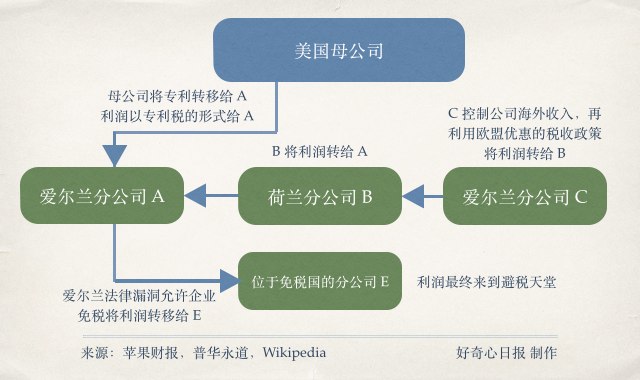 美国母公司
母公司将专利转移给 A
利润以专利税的形式给 A
C 控制公司海外收入，再
利用欧盟优惠的税收政策
将利润转给 B
B 将利润转给 A
爱尔兰分公司 A
荷兰分公司 B
爱尔兰分公司 C
位于免税国的分公司 E
利润最终来到避税天堂
爱尔兰法律漏洞允许企业
免税将利润转移给 E
来源：苹果财报，普华永道，Wikipedia
好奇心日报 制作